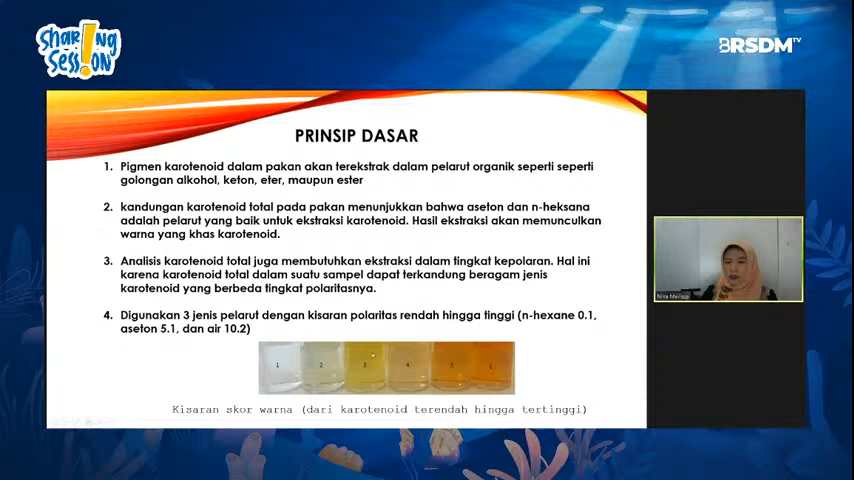 Shar!ng
Sess!on
BRSDM TV
PRINSIP DASAR
1. Pigmen karotenoid dalam pakan akan terekstrak dalam pelarut organik seperti seperti
golongan alkohol, keton, eter, maupun ester
2. kandungan karotenoid total pada pakan menunjukkan bahwa aseton dan n-heksana
adalah pelarut yang baik untuk ekstraksi karotenoid. Hasil ekstraksi akan memunculkan
warna yang khas karotenoid.
3. Analisis karotenoid total juga membutuhkan ekstraksi dalam tingkat kepolaran. Hal ini
karena karotenoid total dalam suatu sampel dapat terkandung beragam jenis
karotenoid yang berbeda tingkat polaritasnya.
4. Digunakan 3 jenis pelarut dengan kisaran polaritas rendah hingga tinggi (n-hexane 0.1,
aseton 5.1, dan air 10.2)
1 2 3 4 5 6
Kisaran skor warna (dari karotenoid terendah hingga tertinggi)
Nina Melisza